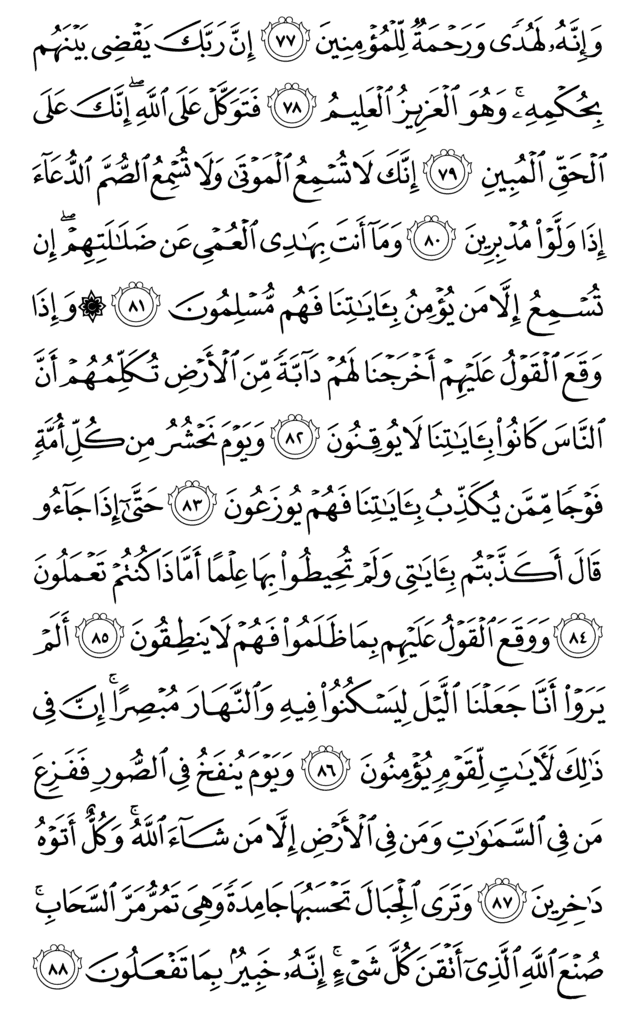 وَإِنَّهُۥ لَهُدٗى وَرَحۡمَةٞ لِّلۡمُؤۡمِنِينَ ٧٧ إِنَّ رَبَّكَ يَقۡضِي بَيۡنَهُم
بِحُكۡمِهِۦۚ وَهُوَ ٱلۡعَزِيزُ ٱلۡعَلِيمُ ٧٨ فَتَوَكَّلۡ عَلَى ٱللَّهِۖ إِنَّكَ عَلَى
ٱلۡحَقِّ ٱلۡمُبِينِ ٧٩ إِنَّكَ لَا تُسۡمِعُ ٱلۡمَوۡتَىٰ وَلَا تُسۡمِعُ ٱلصُّمَّ ٱلدُّعَآءَ
إِذَا وَلَّوۡاْ مُدۡبِرِينَ ٨٠ وَمَآ أَنتَ بِهَٰدِي ٱلۡعُمۡيِ عَن ضَلَٰلَتِهِمۡۖ إِن
تُسۡمِعُ إِلَّا مَن يُؤۡمِنُ بِـَٔايَٰتِنَا فَهُم مُّسۡلِمُونَ ٨١ ۞ وَإِذَا
وَقَعَ ٱلۡقَوۡلُ عَلَيۡهِمۡ أَخۡرَجۡنَا لَهُمۡ دَآبَّةٗ مِّنَ ٱلۡأَرۡضِ تُكَلِّمُهُمۡ أَنَّ
ٱلنَّاسَ كَانُواْ بِـَٔايَٰتِنَا لَا يُوقِنُونَ ٨٢ وَيَوۡمَ نَحۡشُرُ مِن كُلِّ أُمَّةٖ
فَوۡجٗا مِّمَّن يُكَذِّبُ بِـَٔايَٰتِنَا فَهُمۡ يُوزَعُونَ ٨٣ حَتَّىٰٓ إِذَا جَآءُو
قَالَ أَكَذَّبۡتُم بِـَٔايَٰتِي وَلَمۡ تُحِيطُواْ بِهَا عِلۡمًا أَمَّاذَا كُنتُمۡ تَعۡمَلُونَ
٨٤ وَوَقَعَ ٱلۡقَوۡلُ عَلَيۡهِم بِمَا ظَلَمُواْ فَهُمۡ لَا يَنطِقُونَ ٨٥ أَلَمۡ
يَرَوۡاْ أَنَّا جَعَلۡنَا ٱلَّيۡلَ لِيَسۡكُنُواْ فِيهِ وَٱلنَّهَارَ مُبۡصِرًاۚ إِنَّ فِي
ذَٰلِكَ لَأٓيَٰتٖ لِّقَوۡمٖ يُؤۡمِنُونَ ٨٦ وَيَوۡمَ يُنفَخُ فِي ٱلصُّورِ فَفَزِعَ
مَن فِي ٱلسَّمَٰوَٰتِ وَمَن فِي ٱلۡأَرۡضِ إِلَّا مَن شَآءَ ٱللَّهُۚ وَكُلٌّ أَتَوۡهُ
دَٰخِرِينَ ٨٧ وَتَرَى ٱلۡجِبَالَ تَحۡسَبُهَا جَامِدَةٗ وَهِيَ تَمُرُّ مَرَّ ٱلسَّحَابِۚ
صُنۡعَ ٱللَّهِ ٱلَّذِيٓ أَتۡقَنَ كُلَّ شَيۡءٍۚ إِنَّهُۥ خَبِيرُۢ بِمَا تَفۡعَلُونَ ٨٨